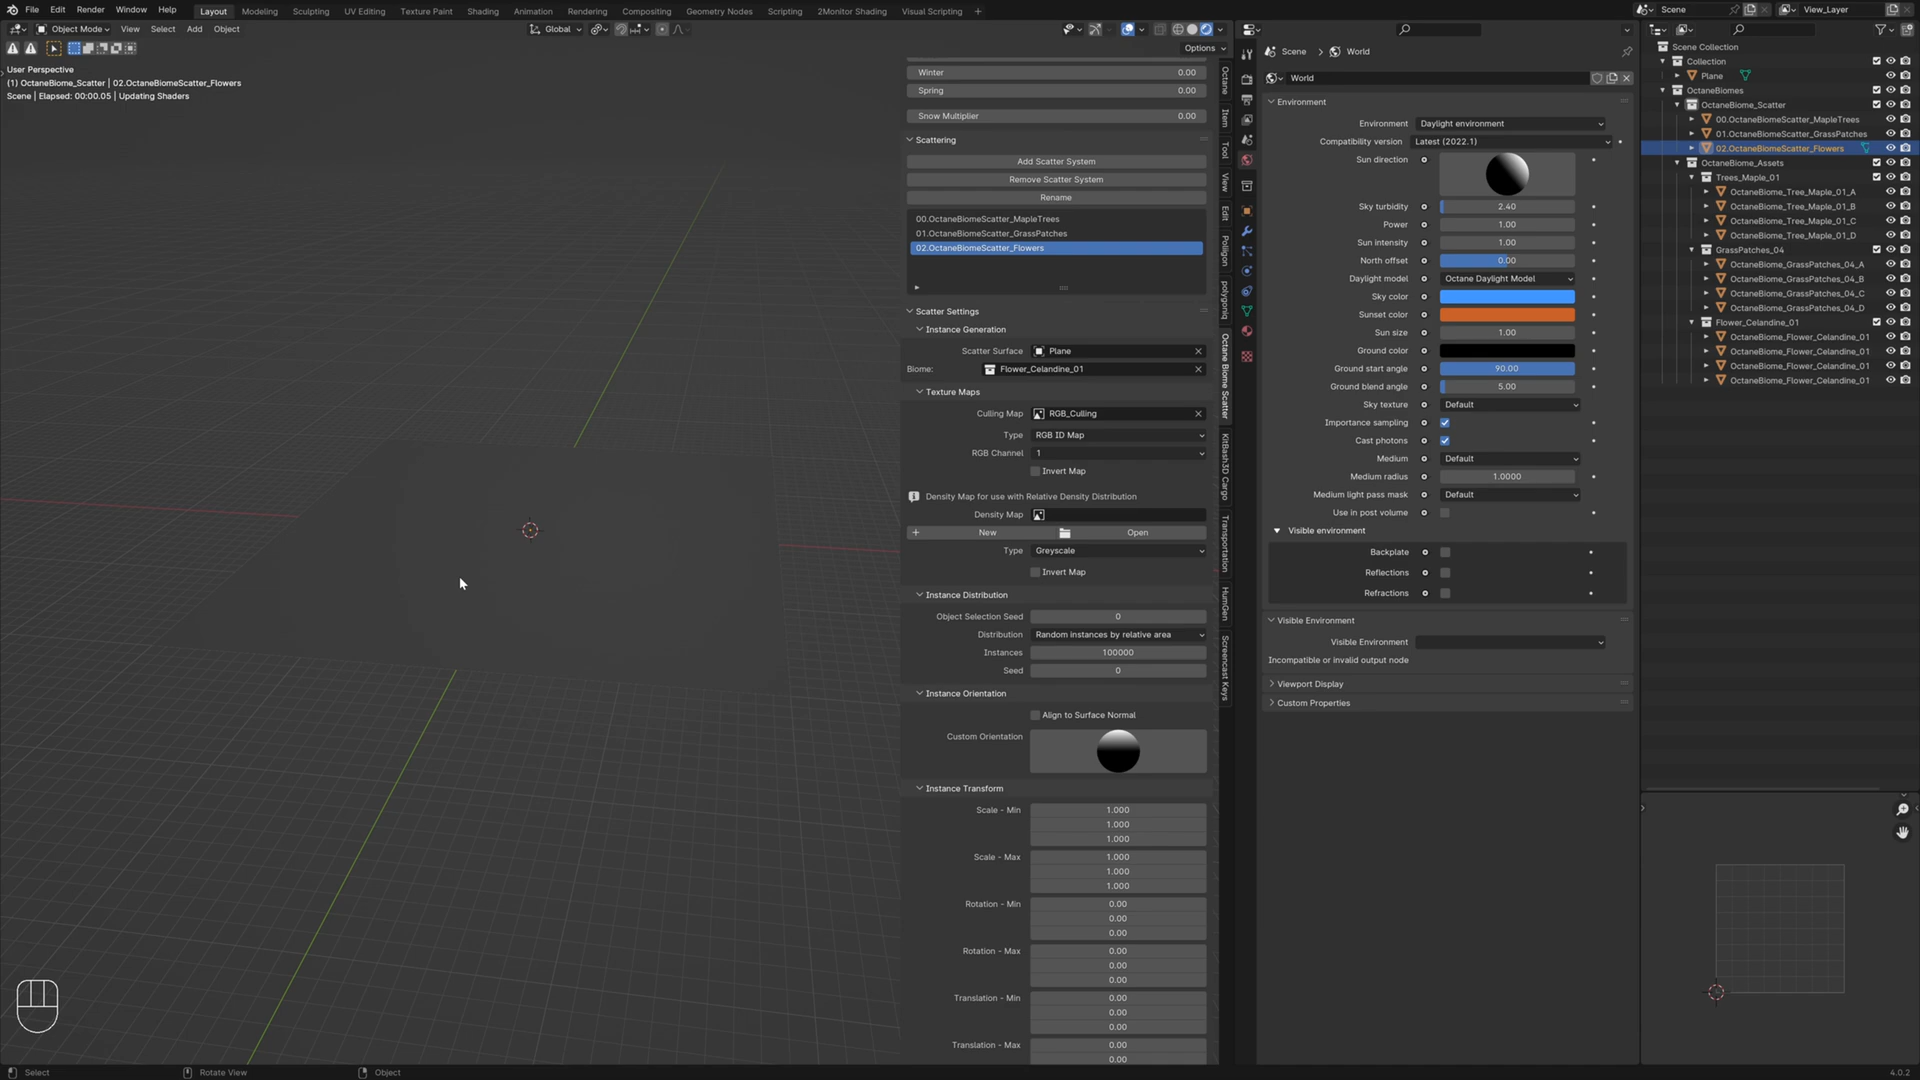 File Edit Render Window Help Layout Modeling Sculpting UV Editing Texture Paint Shading Animation Rendering Compositing Geometry Nodes Scripting 2Monitor Shading Visual Scripting + Scene View_Layer
Object Mode View Select Add Object Global
Options
User Perspective
(1) OctaneBiome_Scatter | 02.OctaneBiomeScatter_Flowers
Scene | Elapsed: 00:00.05 | Updating Shaders
Winter 0.00
Spring 0.00
Snow Multiplier 0.00
Scattering
Add Scatter System
Remove Scatter System
Rename
00.OctaneBiomeScatter_MapleTrees
01.OctaneBiomeScatter_GrassPatches
02.OctaneBiomeScatter_Flowers
Scatter Settings
Instance Generation
Scatter Surface Plane
Biome: Flower_Celandine_01
Texture Maps
Culling Map RGB_Culling
Type RGB ID Map
RGB Channel 1
Invert Map
Density Map for use with Relative Density Distribution
Density Map
+ New Open
Type Greyscale
Invert Map
Instance Distribution
Object Selection Seed 0
Distribution Random instances by relative area
Instances 100000
Seed 0
Instance Orientation
Align to Surface Normal
Custom Orientation
Instance Transform
Scale - Min 1.000
1.000
1.000
Scale - Max 1.000
1.000
1.000
Rotation - Min 0.00
0.00
0.00
Rotation - Max 0.00
0.00
0.00
Translation - Min 0.00
0.00
0.00
Translation - Max 0.00
0.00
Octane
Item
Tool
View
Edit
Poliigon
polygoniq
Octane Biome Scatter
KitBash3D Cargo
Transportation
HumGen
Screencast Keys
Scene > World
World
Environment
Environment Daylight environment
Compatibility version Latest (2022.1)
Sun direction
Sky turbidity 2.40
Power 1.00
Sun intensity 1.00
North offset 0.00
Daylight model Octane Daylight Model
Sky color
Sunset color
Sun size 1.00
Ground color
Ground start angle 90.00
Ground blend angle 5.00
Sky texture Default
Importance sampling
Cast photons
Medium Default
Medium radius 1.0000
Medium light pass mask Default
Use in post volume
Visible environment
Backplate
Reflections
Refractions
Visible Environment
Visible Environment
Incompatible or invalid output node
Viewport Display
Custom Properties
Scene Collection
Collection
Plane
OctaneBiomes
OctaneBiome_Scatter
00.OctaneBiomeScatter_MapleTrees
01.OctaneBiomeScatter_GrassPatches
02.OctaneBiomeScatter_Flowers
OctaneBiome_Assets
Trees_Maple_01
OctaneBiome_Tree_Maple_01_A
OctaneBiome_Tree_Maple_01_B
OctaneBiome_Tree_Maple_01_C
OctaneBiome_Tree_Maple_01_D
GrassPatches_04
OctaneBiome_GrassPatches_04_A
OctaneBiome_GrassPatches_04_B
OctaneBiome_GrassPatches_04_C
OctaneBiome_GrassPatches_04_D
Flower_Celandine_01
OctaneBiome_Flower_Celandine_01
OctaneBiome_Flower_Celandine_01
OctaneBiome_Flower_Celandine_01
OctaneBiome_Flower_Celandine_01
Select Rotate View Object 4.0.2